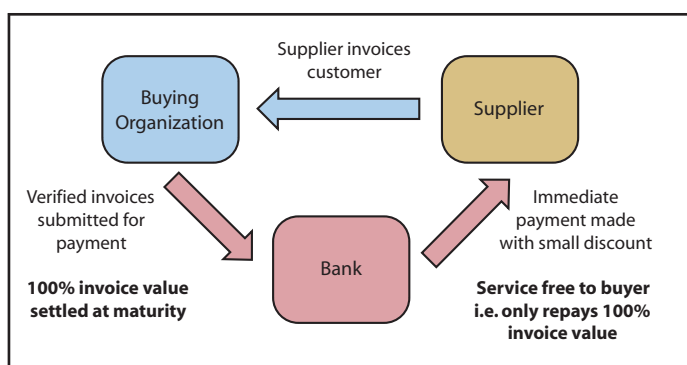 Supplier invoices
customer
Buying
Organization
Supplier
Verified invoices
submitted for
payment
Immediate
payment made
with small discount
Bank
100% invoice value
settled at maturity
Service free to buyer
i.e. only repays 100%
invoice value